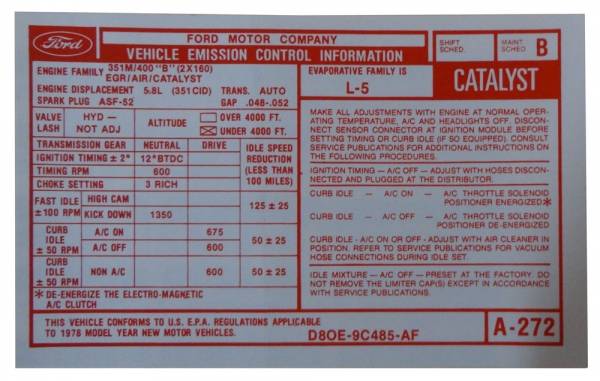 Ford
FORD MOTOR COMPANY
VEHICLE EMISSION CONTROL INFORMATION
SHIFT SCHED.
MAINT SCHED B
ENGINE FAMILY 351M/400 "B" (2X160)
EGR/AIR/CATALYST
ENGINE DISPLACEMENT 5.8L (351CID) TRANS. AUTO
SPARK PLUG ASF-52 GAP .048-.052
EVAPORATIVE FAMILY IS
L-5
CATALYST
VALVE LASH HYD — NOT ADJ
ALTITUDE
OVER 4000 FT.
UNDER 4000 FT.
TRANSMISSION GEAR NEUTRAL DRIVE IDLE SPEED REDUCTION (LESS THAN 100 MILES)
IGNITION TIMING ± 2° 12°BTDC
TIMING RPM 600
CHOKE SETTING 3 RICH
FAST IDLE ± 100 RPM HIGH CAM 125 ± 25
KICK DOWN 1350
CURB IDLE ± 50 RPM A/C ON 675 50 ± 25
A/C OFF 600
CURB IDLE ± 50 RPM NON A/C 600 50 ± 25
* DE-ENERGIZE THE ELECTRO-MAGNETIC
A/C CLUTCH
MAKE ALL ADJUSTMENTS WITH ENGINE AT NORMAL OPER-
ATING TEMPERATURE, A/C AND HEADLIGHTS OFF. DISCON-
NECT SENSOR CONNECTOR AT IGNITION MODULE BEFORE
SETTING TIMING OR CURB IDLE (IF SO EQUIPPED). CONSULT
SERVICE PUBLICATIONS FOR ADDITIONAL INSTRUCTIONS ON
THE FOLLOWING PROCEDURES.
IGNITION TIMING — A/C OFF – ADJUST WITH HOSES DISCON-
NECTED AND PLUGGED AT THE DISTRIBUTOR.
CURB IDLE — A/C ON — A/C THROTTLE SOLENOID
POSITIONER ENERGIZED*
CURB IDLE — A/C OFF — A/C THROTTLE SOLENOID
POSITIONER DE-ENERGIZED
CURB IDLE - A/C ON OR OFF - ADJUST WITH AIR CLEANER IN
POSITION. REFER TO SERVICE PUBLICATIONS FOR VACUUM
HOSE CONNECTIONS DURING IDLE SET.
IDLE MIXTURE — A/C OFF — PRESET AT THE FACTORY. DO
NOT REMOVE THE LIMITER CAP(S) EXCEPT IN ACCORDANCE
WITH SERVICE PUBLICATIONS.
THIS VEHICLE CONFORMS TO U.S. E.P.A. REGULATIONS APPLICABLE
TO 1978 MODEL YEAR NEW MOTOR VEHICLES.
D8OE-9C485-AF
A-272